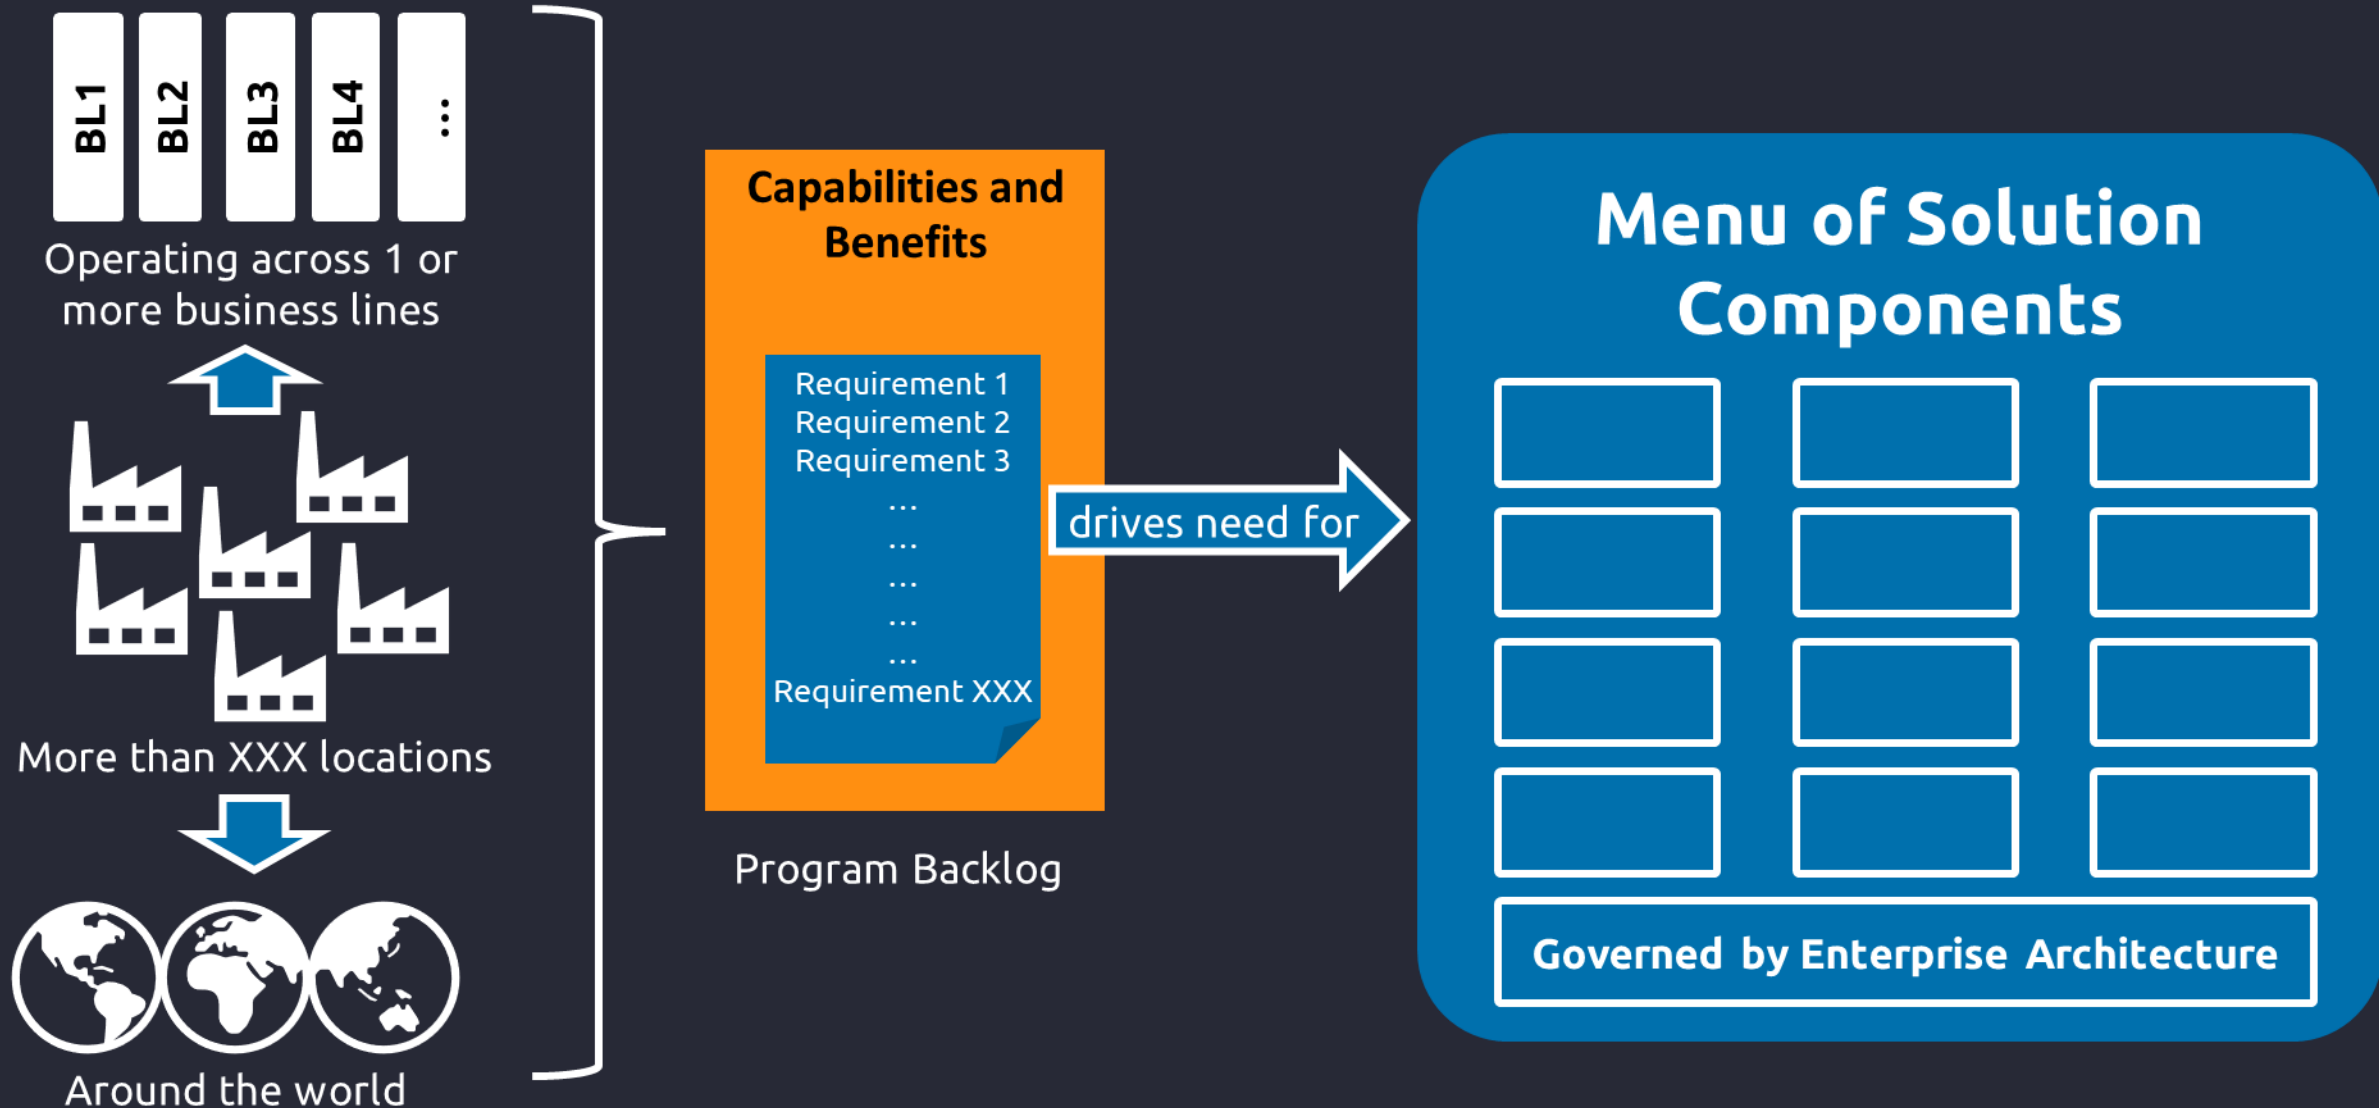 BL1
BL2
BL3
BL4
...
Operating across 1 or
more business lines
More than XXX locations
Around the world
Capabilities and
Benefits
Requirement 1
Requirement 2
Requirement 3
...
...
...
...
...
Requirement XXX
Program Backlog
drives need for
Menu of Solution
Components
Governed by Enterprise Architecture